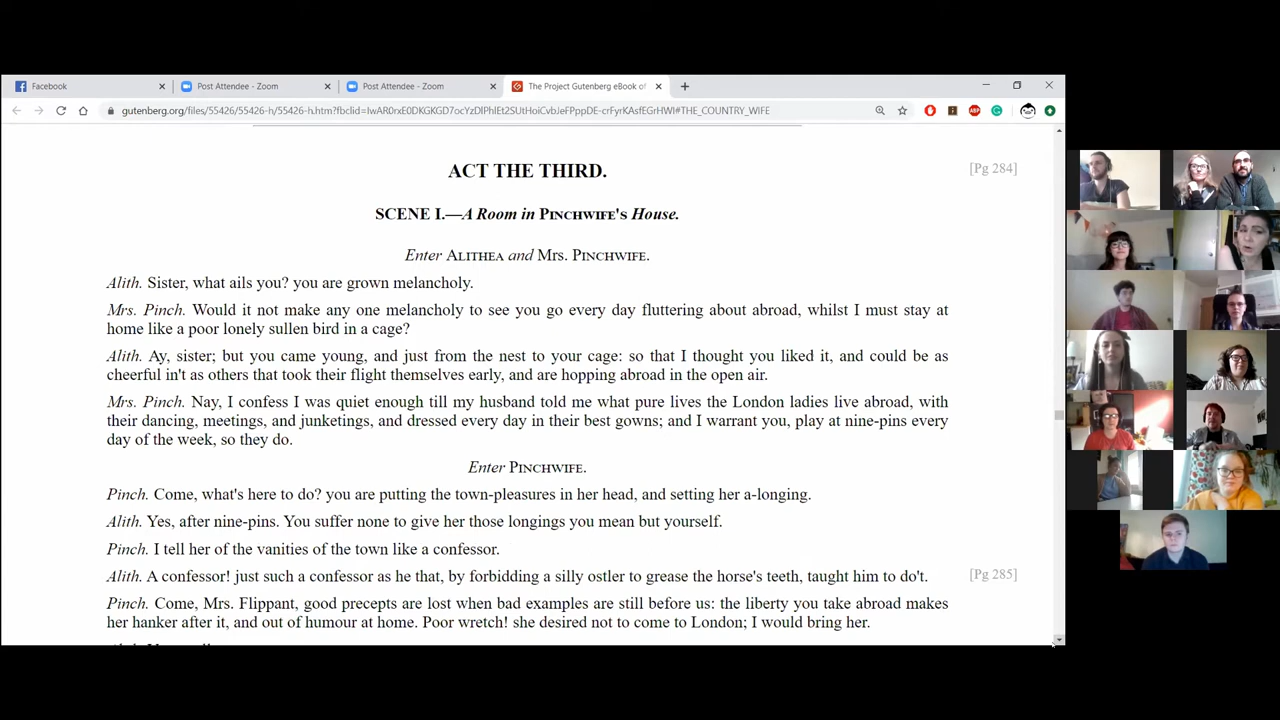 Facebook
Post Attendee - Zoom
Post Attendee - Zoom
The Project Gutenberg eBook of
gutenberg.org/files/55426/55426-h/55426-h.htm?fbclid=IwAR0rxE0DKGKGD7ocYzDlPhlEt2SUtHoiCvbJeFPppDE-crFyrKAsfEGrHWI#THE_COUNTRY_WIFE
ABP
ACT THE THIRD.
[Pg 284]
SCENE I.—A Room in PINCHWIFE'S House.
Enter ALITHEA and Mrs. PINCHWIFE.
Alith. Sister, what ails you? you are grown melancholy.
Mrs. Pinch. Would it not make any one melancholy to see you go every day fluttering about abroad, whilst I must stay at
home like a poor lonely sullen bird in a cage?
Alith. Ay, sister; but you came young, and just from the nest to your cage: so that I thought you liked it, and could be as
cheerful in't as others that took their flight themselves early, and are hopping abroad in the open air.
Mrs. Pinch. Nay, I confess I was quiet enough till my husband told me what pure lives the London ladies live abroad, with
their dancing, meetings, and junketings, and dressed every day in their best gowns; and I warrant you, play at nine-pins every
day of the week, so they do.
Enter PINCHWIFE.
Pinch. Come, what's here to do? you are putting the town-pleasures in her head, and setting her a-longing.
Alith. Yes, after nine-pins. You suffer none to give her those longings you mean but yourself.
Pinch. I tell her of the vanities of the town like a confessor.
Alith. A confessor! just such a confessor as he that, by forbidding a silly ostler to grease the horse's teeth, taught him to do't.
[Pg 285]
Pinch. Come, Mrs. Flippant, good precepts are lost when bad examples are still before us: the liberty you take abroad makes
her hanker after it, and out of humour at home. Poor wretch! she desired not to come to London; I would bring her.